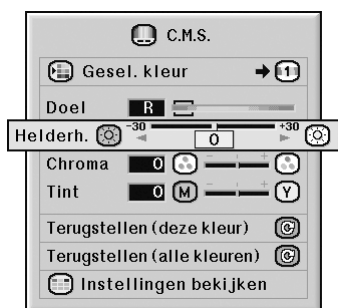 C.M.S.
Gesel. kleur 1
Doel R
Helderh. -30 0 +30
Chroma 0 - +
Tint 0 M - + Y
Terugstellen (deze kleur)
Terugstellen (alle kleuren)
Instellingen bekijken